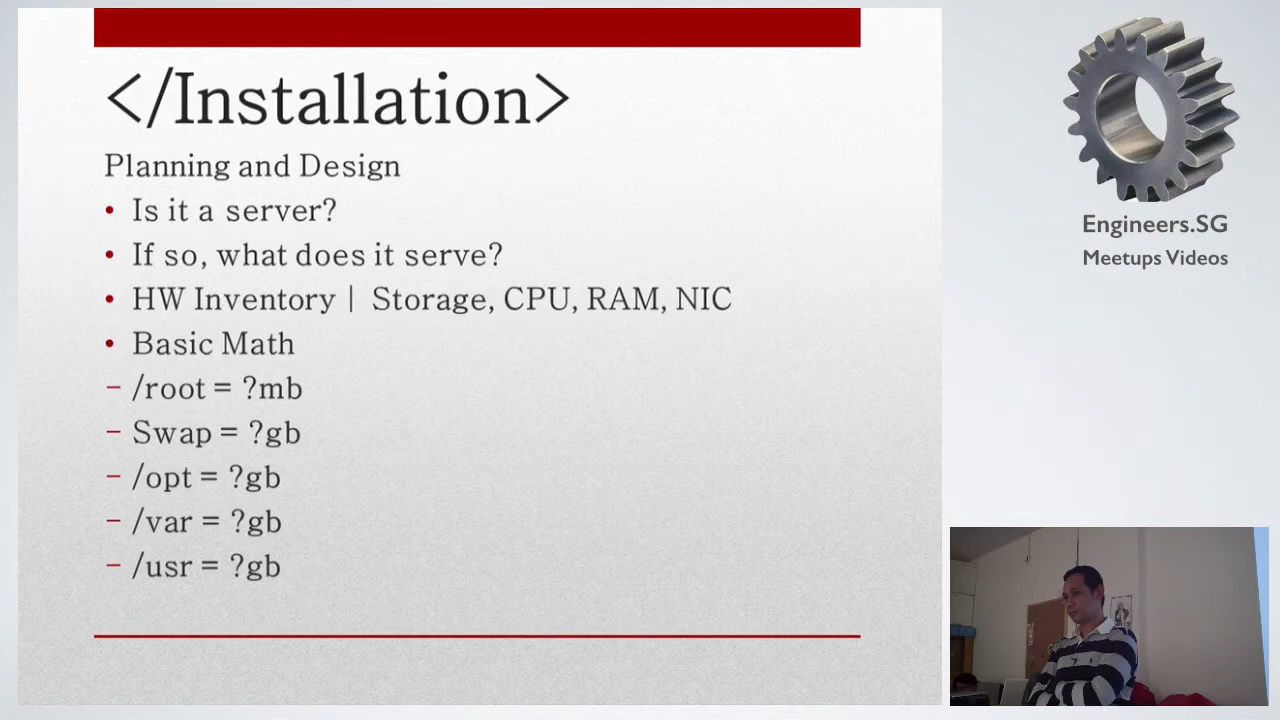 </Installation>
Planning and Design
• Is it a server?
• If so, what does it serve?
• HW Inventory | Storage, CPU, RAM, NIC
• Basic Math
– /root = ?mb
– Swap = ?gb
– /opt = ?gb
– /var = ?gb
– /usr = ?gb
Engineers.SG
Meetups Videos